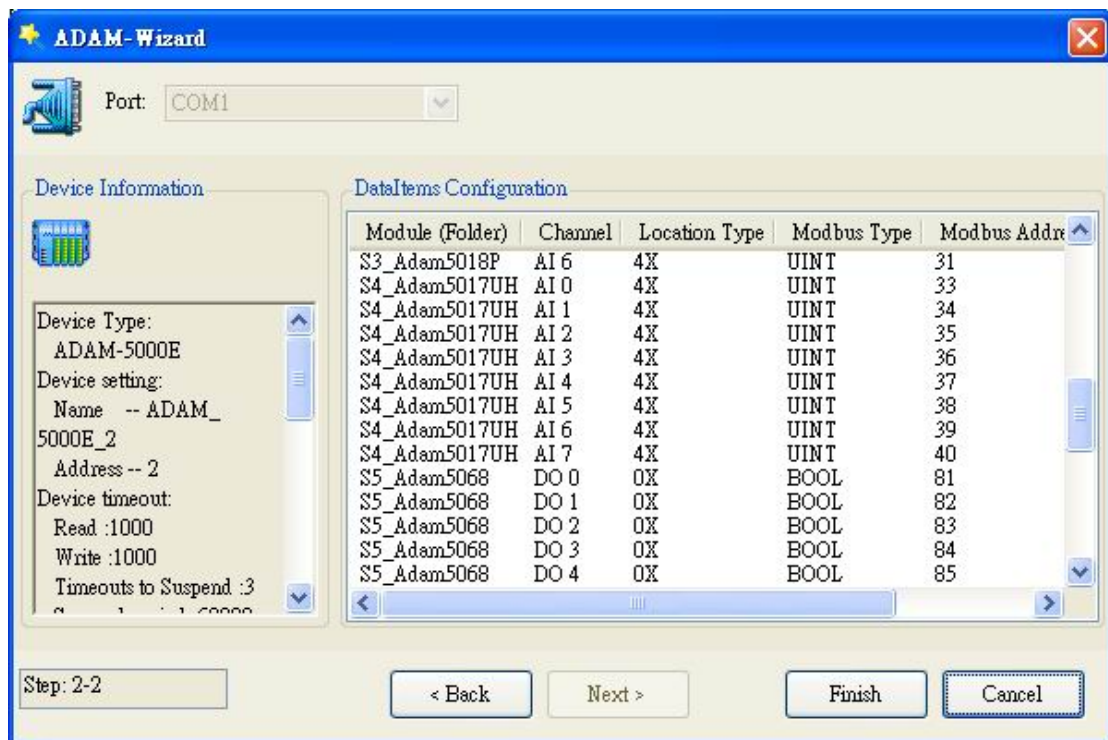 ADAM-Wizard
Port: COM1
Device Information
Device Type:
ADAM-5000E
Device setting:
Name -- ADAM_
5000E_2
Address -- 2
Device timeout:
Read :1000
Write :1000
Timeouts to Suspend :3
DataItems Configuration
Module (Folder) Channel Location Type Modbus Type Modbus Addre
S3_Adam5018P AI 6 4X UINT 31
S4_Adam5017UH AI 0 4X UINT 33
S4_Adam5017UH AI 1 4X UINT 34
S4_Adam5017UH AI 2 4X UINT 35
S4_Adam5017UH AI 3 4X UINT 36
S4_Adam5017UH AI 4 4X UINT 37
S4_Adam5017UH AI 5 4X UINT 38
S4_Adam5017UH AI 6 4X UINT 39
S4_Adam5017UH AI 7 4X UINT 40
S5_Adam5068 DO 0 0X BOOL 81
S5_Adam5068 DO 1 0X BOOL 82
S5_Adam5068 DO 2 0X BOOL 83
S5_Adam5068 DO 3 0X BOOL 84
S5_Adam5068 DO 4 0X BOOL 85
Step: 2-2
< Back Next > Finish Cancel